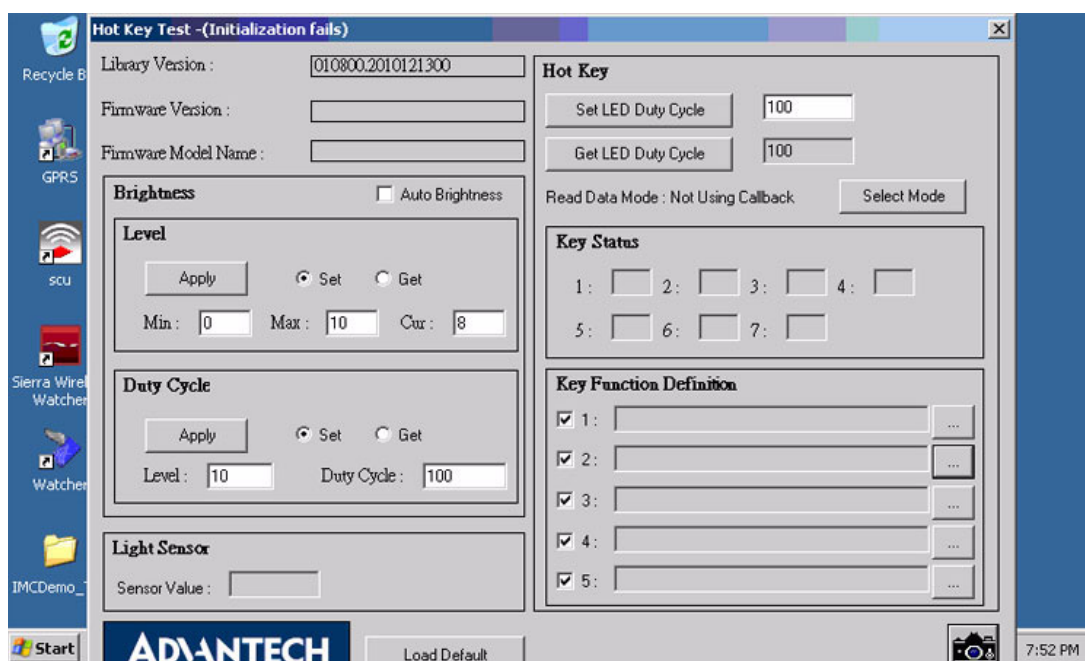 Hot Key Test -(Initialization fails)
Recycle B
GPRS
scu
Sierra Wirel
Watcher
Watcher
IMCDemo_T
Library Version : 010800.2010121300
Firmware Version :
Firmware Model Name :
Brightness Auto Brightness
Level
Apply Set Get
Min : 0 Max : 10 Cur : 8
Duty Cycle
Apply Set Get
Level : 10 Duty Cycle : 100
Light Sensor
Sensor Value :
ADVANTECH Load Default
Hot Key
Set LED Duty Cycle 100
Get LED Duty Cycle 100
Read Data Mode : Not Using Callback Select Mode
Key Status
1 : 2 : 3 : 4 :
5 : 6 : 7 :
Key Function Definition
1 : ...
2 : ...
3 : ...
4 : ...
5 : ...
Start 7:52 PM